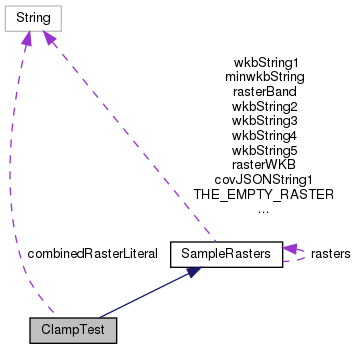 String
wkbString1
minwkbString
rasterBand
wkbString2
wkbString3
wkbString4
wkbString5
rasterWKB
covJSONString1
THE_EMPTY_RASTER
...
combinedRasterLiteral
SampleRasters
rasters
ClampTest